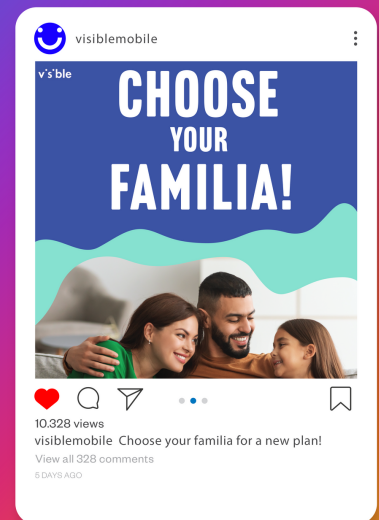 visiblemobile
visible
CHOOSE
YOUR
FAMILIA!
10.328 views
visiblemobile Choose your familia for a new plan!
View all 328 comments
5 DAYS AGO